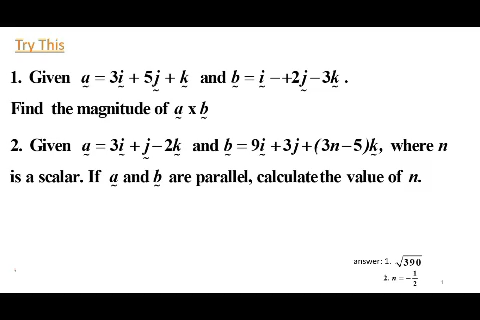 Try This
1. Given a = 3i + 5j + k and b = i −+2j − 3k .
Find the magnitude of a x b
2. Given a = 3i + j − 2k and b = 9i + 3j + (3n − 5)k, where n
is a scalar. If a and b are parallel, calculate the value of n.
answer: 1. √390
2. n = −1/2